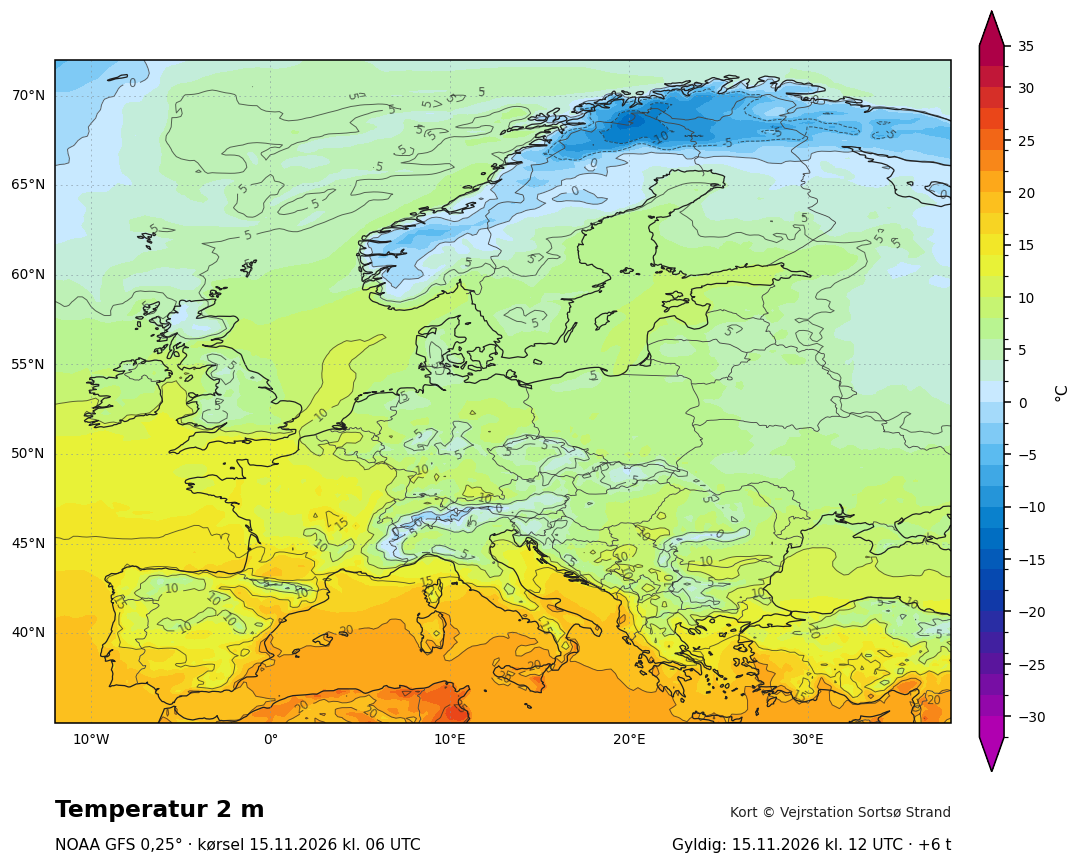 70°N
65°N
60°N
55°N
50°N
45°N
40°N
10°W
0°
10°E
20°E
30°E
35
30
25
20
15
10
5
0
−5
−10
−15
−20
−25
−30
°C
Temperatur 2 m
Kort © Vejrstation Sortsø Strand
NOAA GFS 0,25° · kørsel 15.11.2026 kl. 06 UTC
Gyldig: 15.11.2026 kl. 12 UTC · +6 t